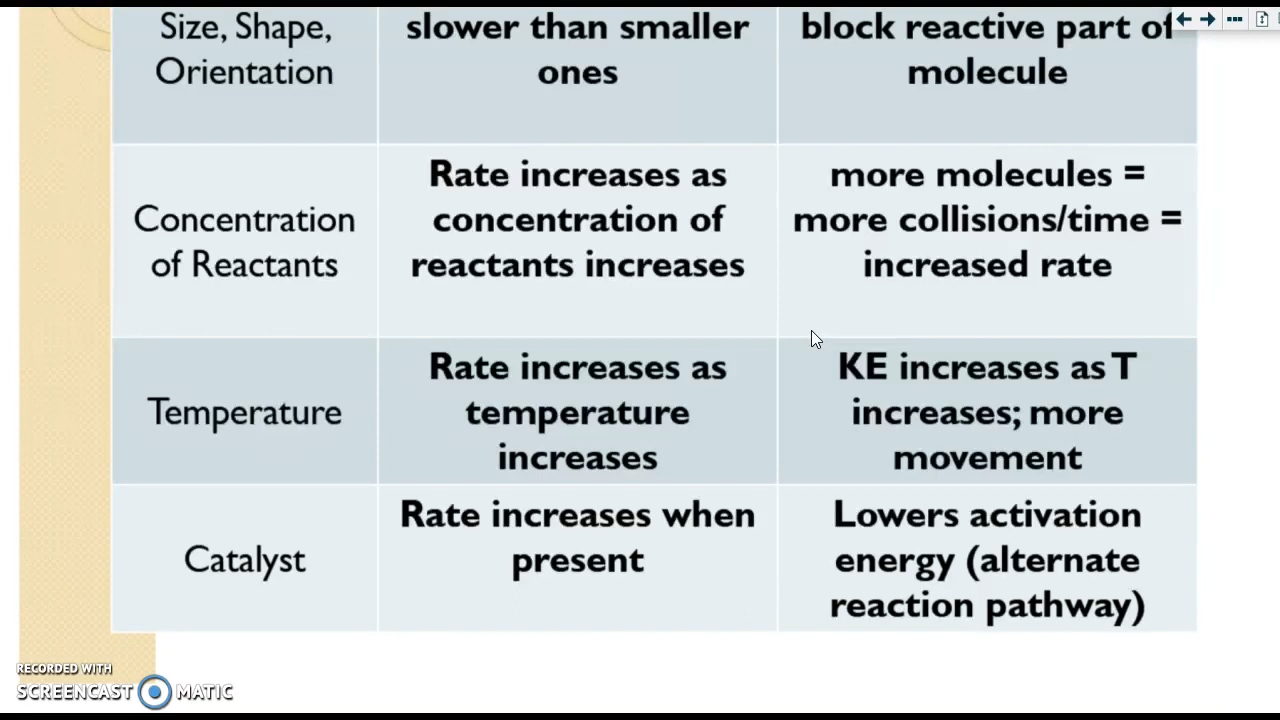 Size, Shape,
Orientation
slower than smaller
ones
block reactive part of
molecule
Concentration
of Reactants
Rate increases as
concentration of
reactants increases
more molecules =
more collisions/time =
increased rate
Temperature
Rate increases as
temperature
increases
KE increases as T
increases; more
movement
Catalyst
Rate increases when
present
Lowers activation
energy (alternate
reaction pathway)
RECORDED WITH
SCREENCAST MATIC